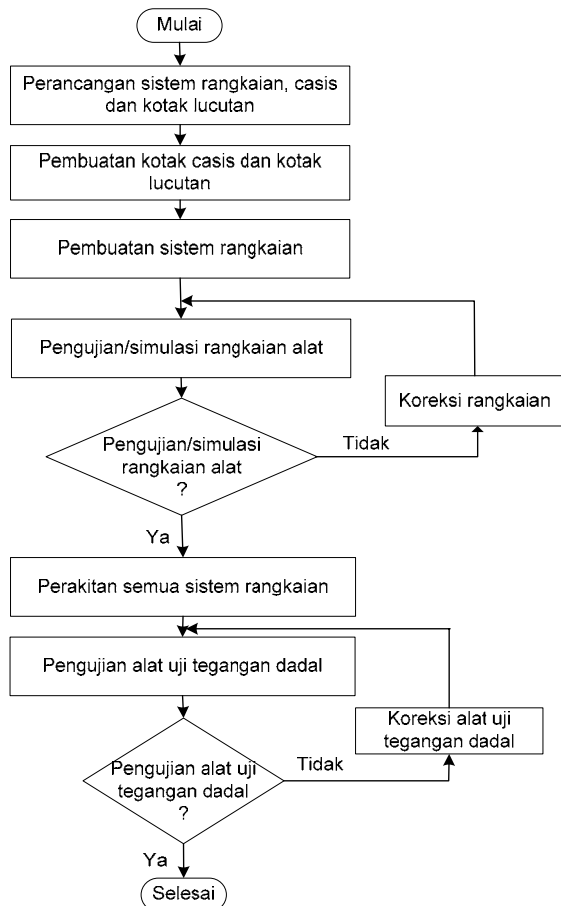 Mulai
Perancangan sistem rangkaian, casis
dan kotak lucutan
Pembuatan kotak casis dan kotak
lucutan
Pembuatan sistem rangkaian
Pengujian/simulasi rangkaian alat
Koreksi rangkaian
Pengujian/simulasi
rangkaian alat
?
Tidak
Ya
Perakitan semua sistem rangkaian
Pengujian alat uji tegangan dadal
Koreksi alat uji
tegangan dadal
Pengujian alat uji
tegangan dadal
?
Tidak
Ya
Selesai